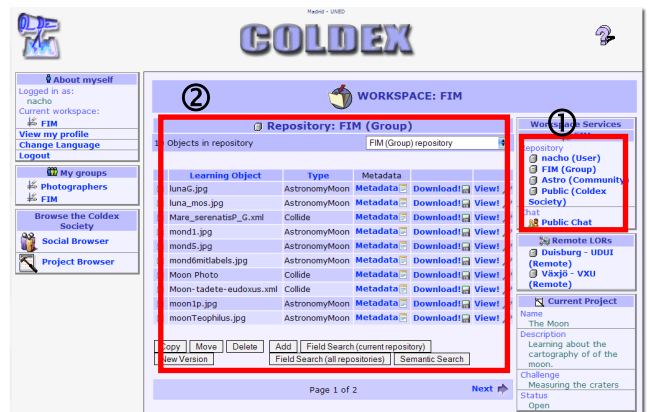 Madrid - UNED
COLDEX
About myself
Logged in as:
nacho
Current workspace:
FIM
View my profile
Change Language
Logout
My groups
Photographers
FIM
Browse the Coldex
Society
Social Browser
Project Browser
2
WORKSPACE: FIM
Repository: FIM (Group)
Objects in repository
FIM (Group) repository
Learning Object Type Metadata
lunaG.jpg AstronomyMoon Metadata Download! View!
luna_mos.jpg AstronomyMoon Metadata Download! View!
Mare_serenatisP_G.xml Collide Metadata Download! View!
mond1.jpg AstronomyMoon Metadata Download! View!
mond5.jpg AstronomyMoon Metadata Download! View!
mond6mitlabels.jpg AstronomyMoon Metadata Download! View!
Moon Photo Collide Metadata Download! View!
Moon-tadete-eudoxus.xml Collide Metadata Download! View!
moon1p.jpg AstronomyMoon Metadata Download! View!
moonTeophilus.jpg AstronomyMoon Metadata Download! View!
Copy Move Delete Add Field Search (current repository)
New Version Field Search (all repositories) Semantic Search
Page 1 of 2 Next
1
Workspace Services
Repository
nacho (User)
FIM (Group)
Astro (Community)
Public (Coldex
Society)
Chat
Public Chat
Remote LORs
Duisburg - UDUI
(Remote)
Växjö - VXU
(Remote)
Current Project
Name
The Moon
Description
Learning about the
cartography of of the
moon.
Challenge
Measuring the craters
Status
Open